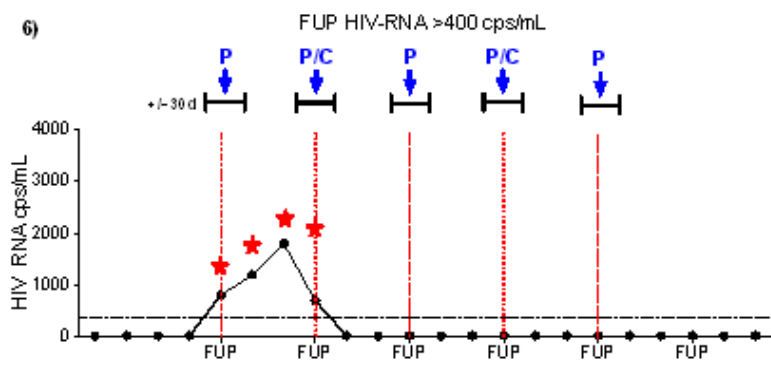 6)
FUP HIV-RNA >400 cps/mL
P P/C P P/C P
+/- 30 d
4000
3000
2000
1000
0
HIV RNA cps/mL
FUP FUP FUP FUP FUP FUP